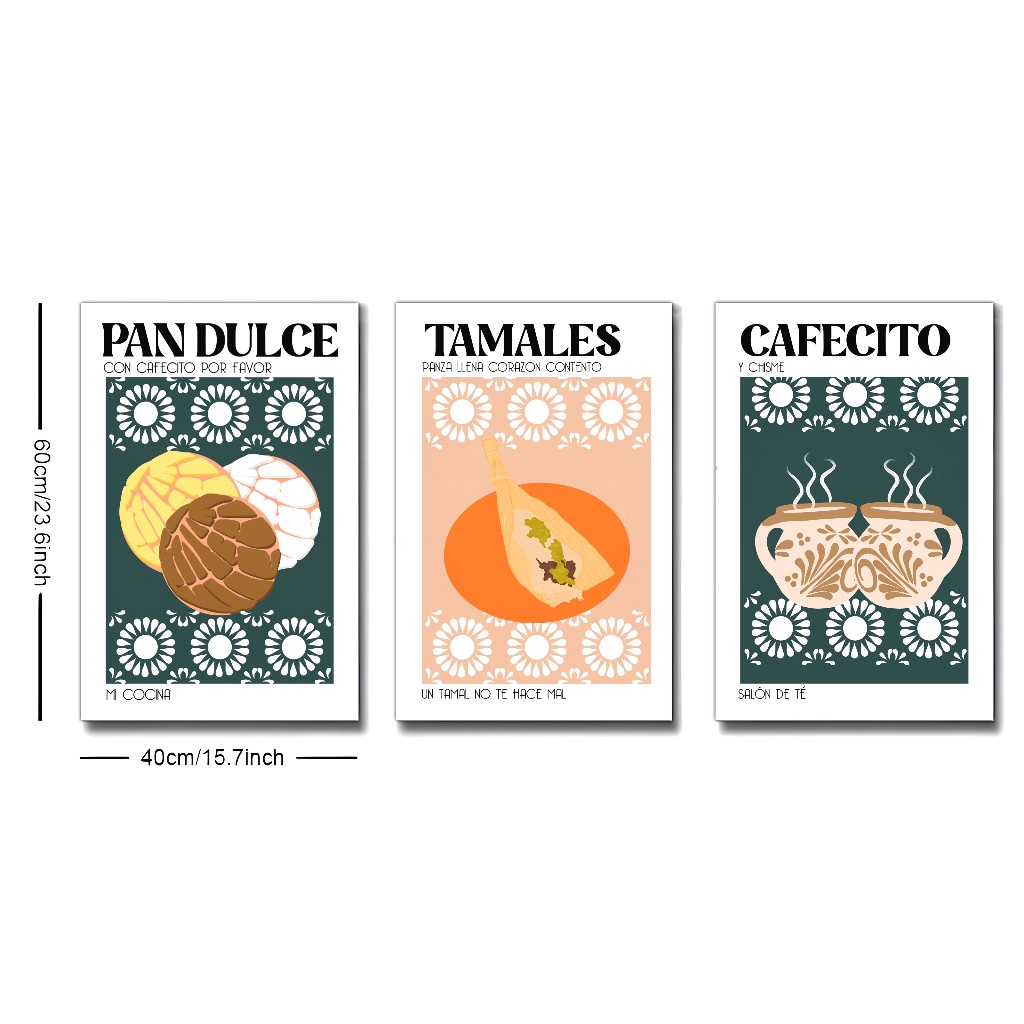 PAN DULCE
CON CAFECITO POR FAVOR
MI COCINA
TAMALES
PANZA LLENA CORAZON CONTENTO
UN TAMAL NO TE HACE MAL
CAFECITO
Y CHISME
SALÓN DE TÉ
60cm/23.6inch
40cm/15.7inch